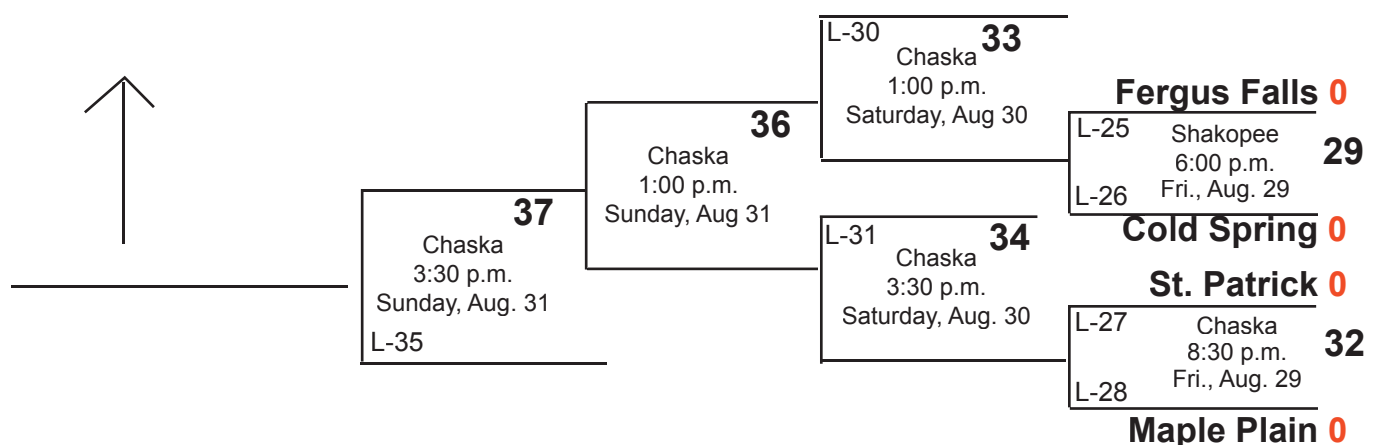 L-30
33
Chaska
1:00 p.m.
Saturday, Aug 30
Fergus Falls 0
L-25
Shakopee
6:00 p.m.
Fri., Aug. 29
29
L-26
Cold Spring 0
36
Chaska
1:00 p.m.
Sunday, Aug 31
37
Chaska
3:30 p.m.
Sunday, Aug. 31
L-35
L-31
34
Chaska
3:30 p.m.
Saturday, Aug. 30
St. Patrick 0
L-27
Chaska
8:30 p.m.
Fri., Aug. 29
32
L-28
Maple Plain 0